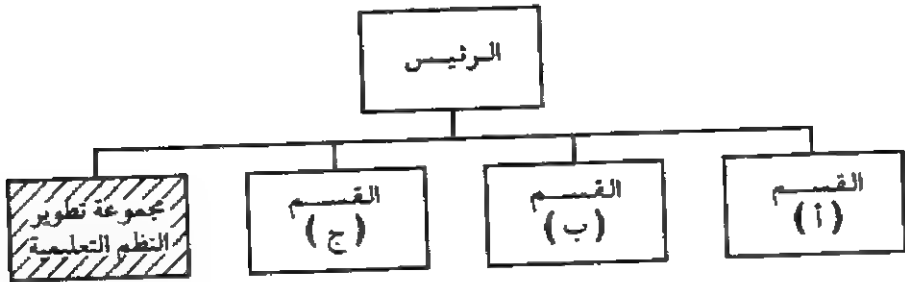 الرئيس
القسم
(أ)
القسم
(ب)
القسم
(ج)
مجموعة تطوير
النظم التعليمية